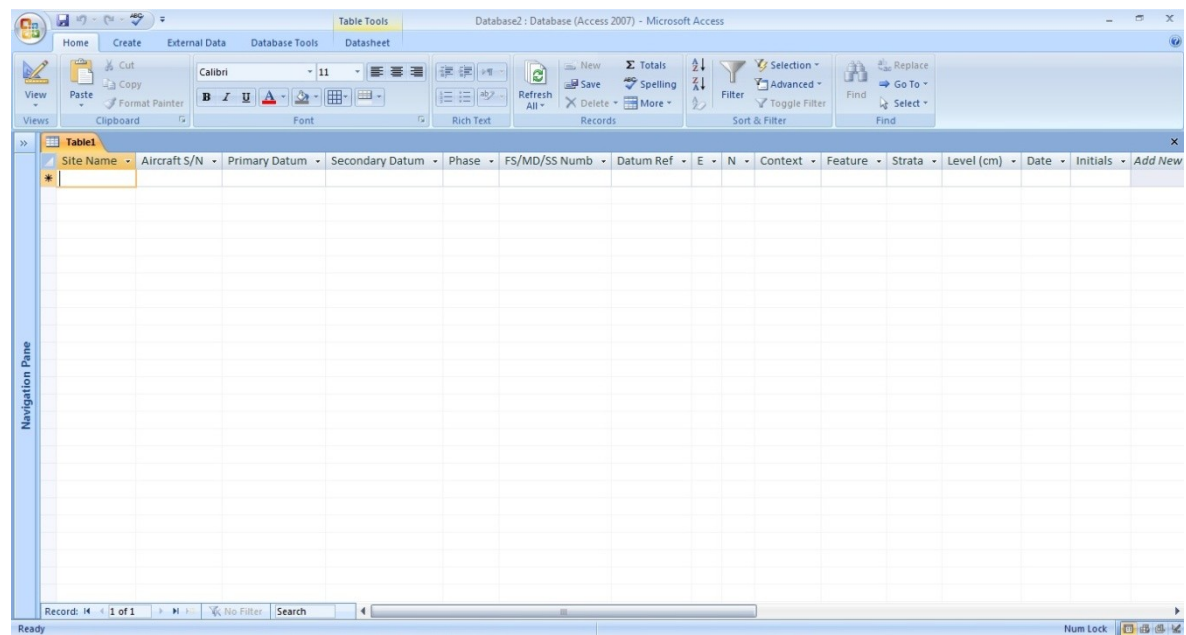 Table Tools Database2 : Database (Access 2007) - Microsoft Access
Home Create External Data Database Tools Datasheet
View
Views
Paste
Cut
Copy
Format Painter
Clipboard
Calibri 11
B I U A
Font
Rich Text
Refresh All
New
Save
Delete
Totals
Spelling
More
Records
Filter
Selection
Advanced
Toggle Filter
Sort & Filter
Find
Replace
Go To
Select
Find
Table1
Site Name Aircraft S/N Primary Datum Secondary Datum Phase FS/MD/SS Numb Datum Ref E N Context Feature Strata Level (cm) Date Initials Add New
Navigation Pane
Record: 1 of 1 No Filter Search
Ready Num Lock